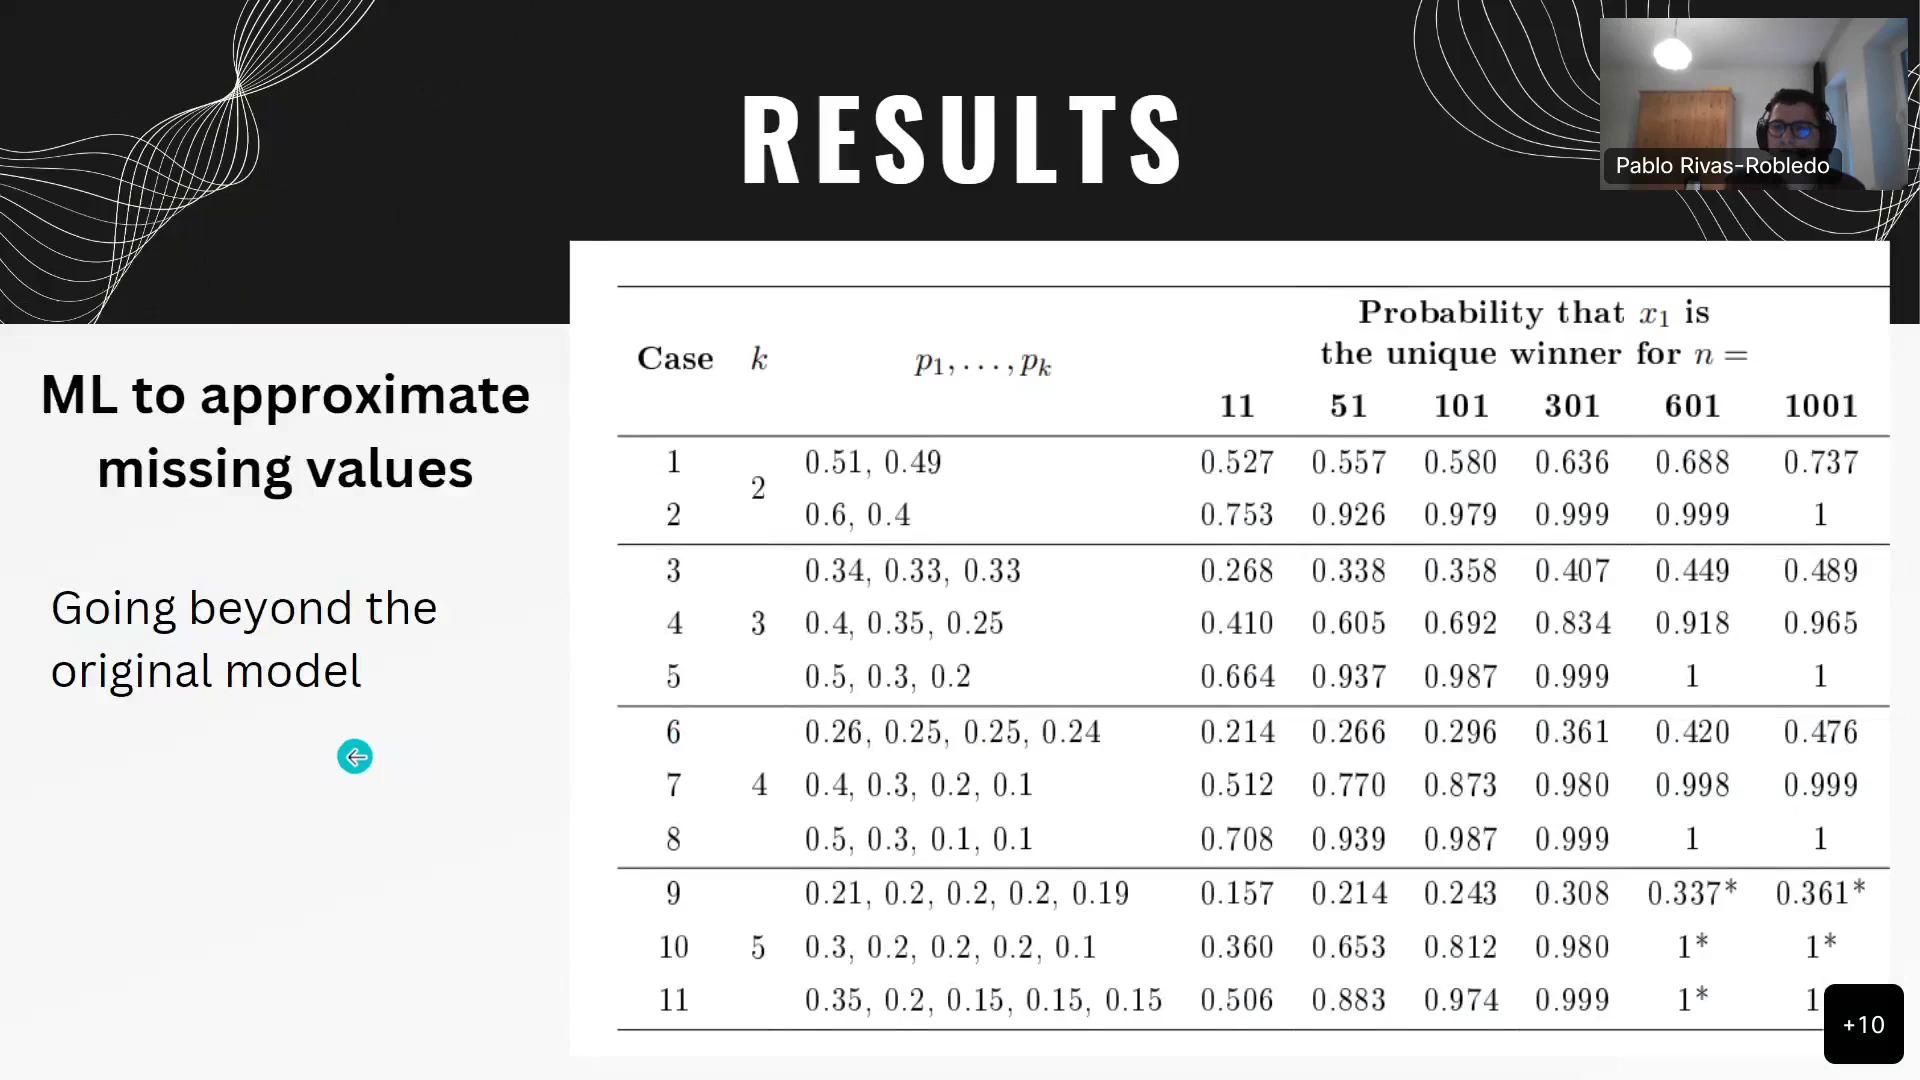 RESULTS
Pablo Rivas-Robledo
ML to approximate
missing values
Going beyond the
original model
Case k p₁, . . . , pₖ Probability that x₁ is
the unique winner for n =
11 51 101 301 601 1001
1 2 0.51, 0.49 0.527 0.557 0.580 0.636 0.688 0.737
2 0.6, 0.4 0.753 0.926 0.979 0.999 0.999 1
3 0.34, 0.33, 0.33 0.268 0.338 0.358 0.407 0.449 0.489
4 3 0.4, 0.35, 0.25 0.410 0.605 0.692 0.834 0.918 0.965
5 0.5, 0.3, 0.2 0.664 0.937 0.987 0.999 1 1
6 0.26, 0.25, 0.25, 0.24 0.214 0.266 0.296 0.361 0.420 0.476
7 4 0.4, 0.3, 0.2, 0.1 0.512 0.770 0.873 0.980 0.998 0.999
8 0.5, 0.3, 0.1, 0.1 0.708 0.939 0.987 0.999 1 1
9 0.21, 0.2, 0.2, 0.2, 0.19 0.157 0.214 0.243 0.308 0.337* 0.361*
10 5 0.3, 0.2, 0.2, 0.2, 0.1 0.360 0.653 0.812 0.980 1* 1*
11 0.35, 0.2, 0.15, 0.15, 0.15 0.506 0.883 0.974 0.999 1* 1
+10